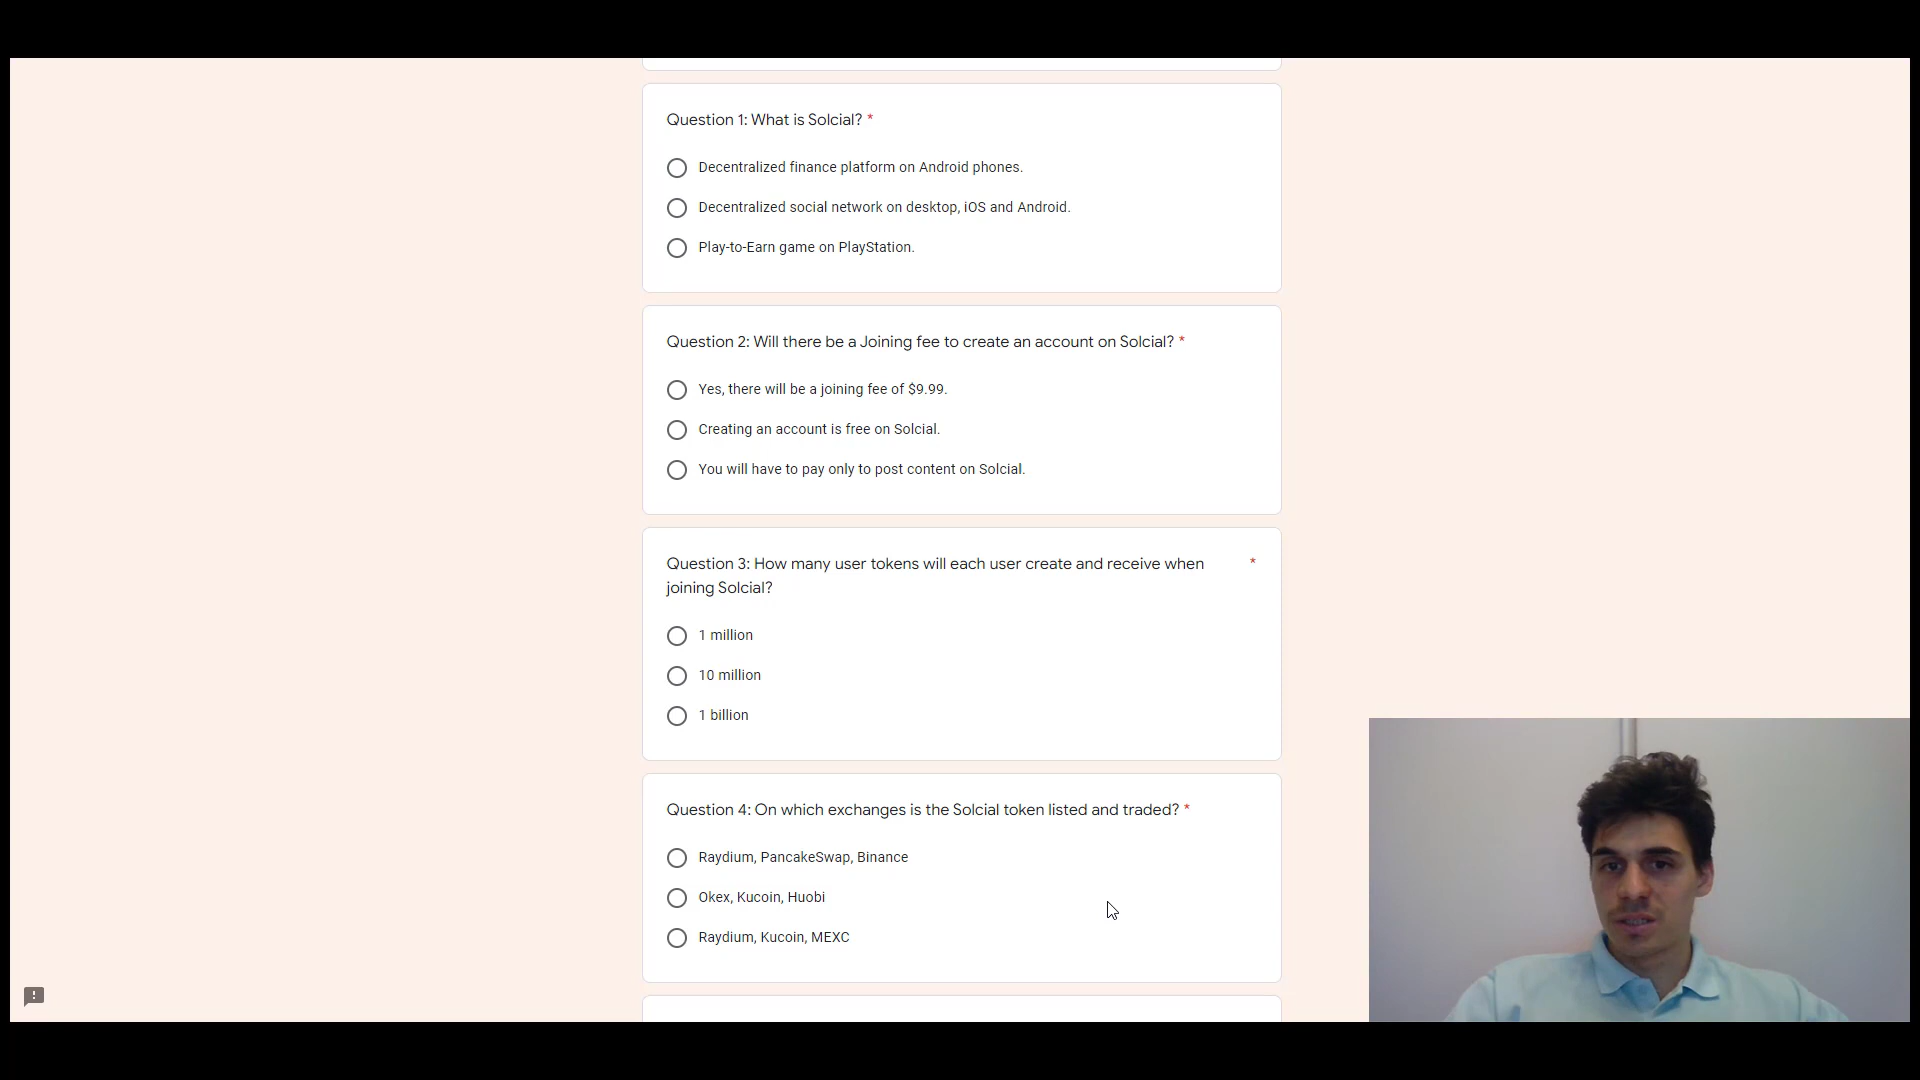 Question 1: What is Solcial? *
Decentralized finance platform on Android phones.
Decentralized social network on desktop, iOS and Android.
Play-to-Earn game on PlayStation.
Question 2: Will there be a Joining fee to create an account on Solcial? *
Yes, there will be a joining fee of $9.99.
Creating an account is free on Solcial.
You will have to pay only to post content on Solcial.
Question 3: How many user tokens will each user create and receive when *
joining Solcial?
1 million
10 million
1 billion
Question 4: On which exchanges is the Solcial token listed and traded? *
Raydium, PancakeSwap, Binance
Okex, Kucoin, Huobi
Raydium, Kucoin, MEXC